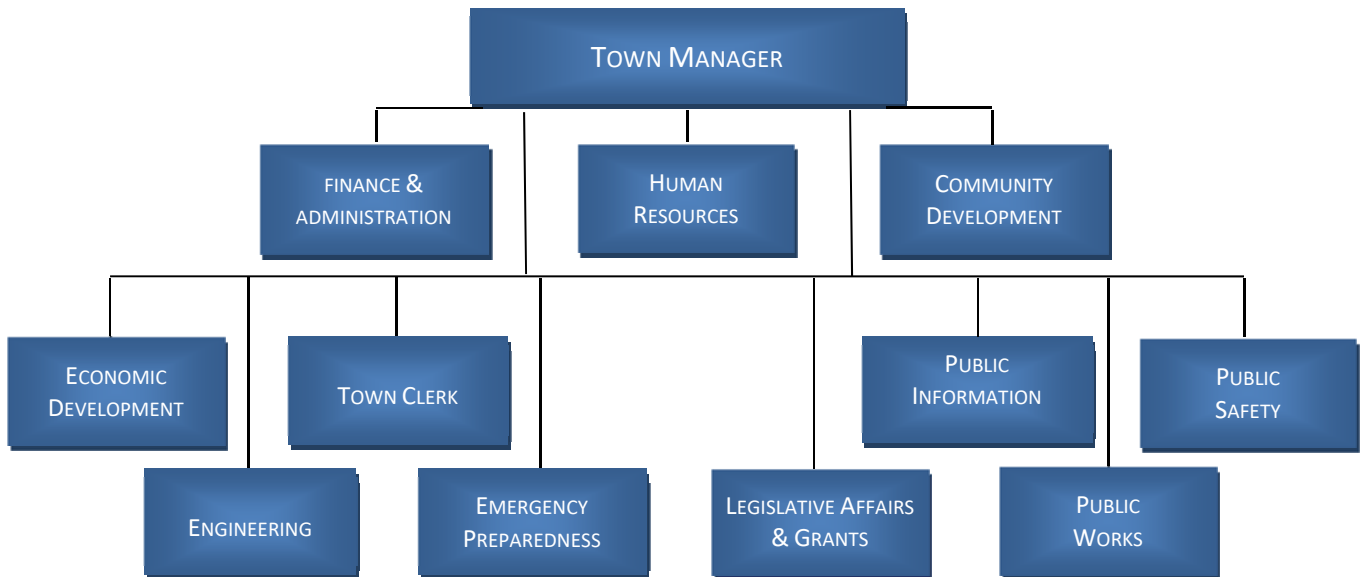 TOWN MANAGER
FINANCE &
ADMINISTRATION
HUMAN
RESOURCES
COMMUNITY
DEVELOPMENT
ECONOMIC
DEVELOPMENT
TOWN CLERK
PUBLIC
INFORMATION
PUBLIC
SAFETY
ENGINEERING
EMERGENCY
PREPAREDNESS
LEGISLATIVE AFFAIRS
& GRANTS
PUBLIC
WORKS